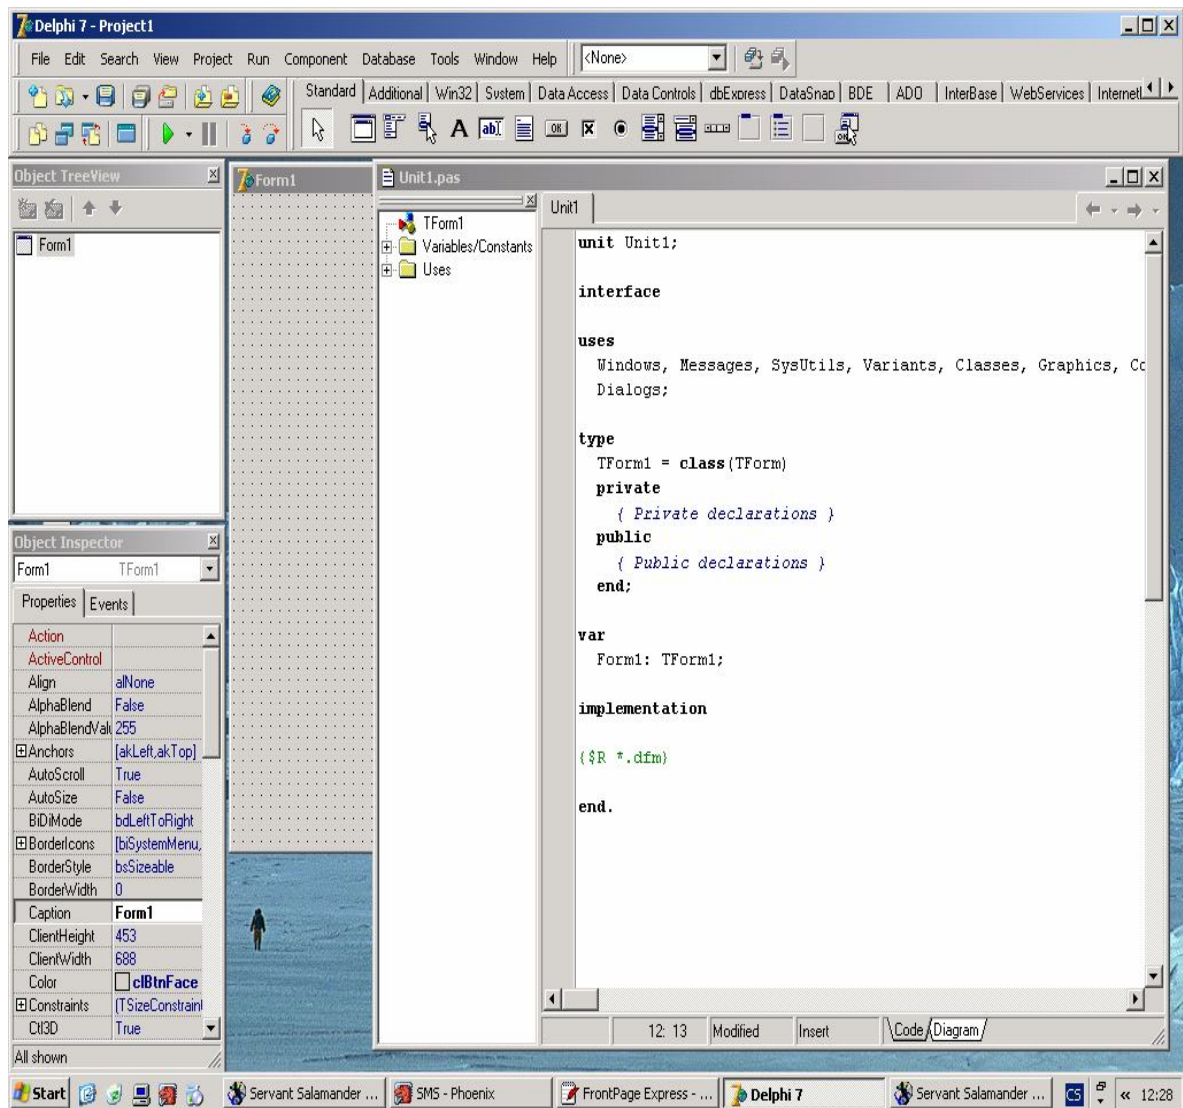 Delphi 7 - Project1
File Edit Search View Project Run Component Database Tools Window Help <None>
Standard Additional Win32 System Data Access Data Controls dbExpress DataSnap BDE ADO InterBase WebServices Internet
Object TreeView
Form1
Form1
Unit1.pas
TForm1
Variables/Constants
Uses
Unit1
unit Unit1;
interface
uses
Windows, Messages, SysUtils, Variants, Classes, Graphics, Co
Dialogs;
type
TForm1 = class(TForm)
private
{ Private declarations }
public
{ Public declarations }
end;
var
Form1: TForm1;
implementation
{$R *.dfm}
end.
12: 13 Modified Insert Code Diagram
Object Inspector
Form1 TForm1
Properties Events
Action
ActiveControl
Align alNone
AlphaBlend False
AlphaBlendValu 255
Anchors [akLeft,akTop]
AutoScroll True
AutoSize False
BiDiMode bdLeftToRight
BorderIcons [biSystemMenu,
BorderStyle bsSizeable
BorderWidth 0
Caption Form1
ClientHeight 453
ClientWidth 688
Color clBtnFace
Constraints (TSizeConstraint
Ctl3D True
All shown
Start Servant Salamander ... SMS - Phoenix FrontPage Express - ... Delphi 7 Servant Salamander ... CS « 12:28